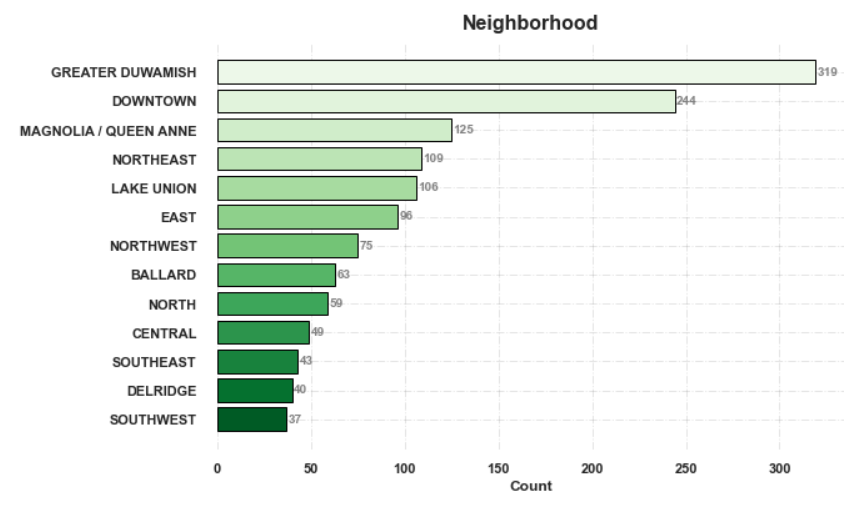 Neighborhood
GREATER DUWAMISH 319
DOWNTOWN 244
MAGNOLIA / QUEEN ANNE 125
NORTHEAST 109
LAKE UNION 106
EAST 96
NORTHWEST 75
BALLARD 63
NORTH 59
CENTRAL 49
SOUTHEAST 43
DELRIDGE 40
SOUTHWEST 37
0 50 100 150 200 250 300
Count